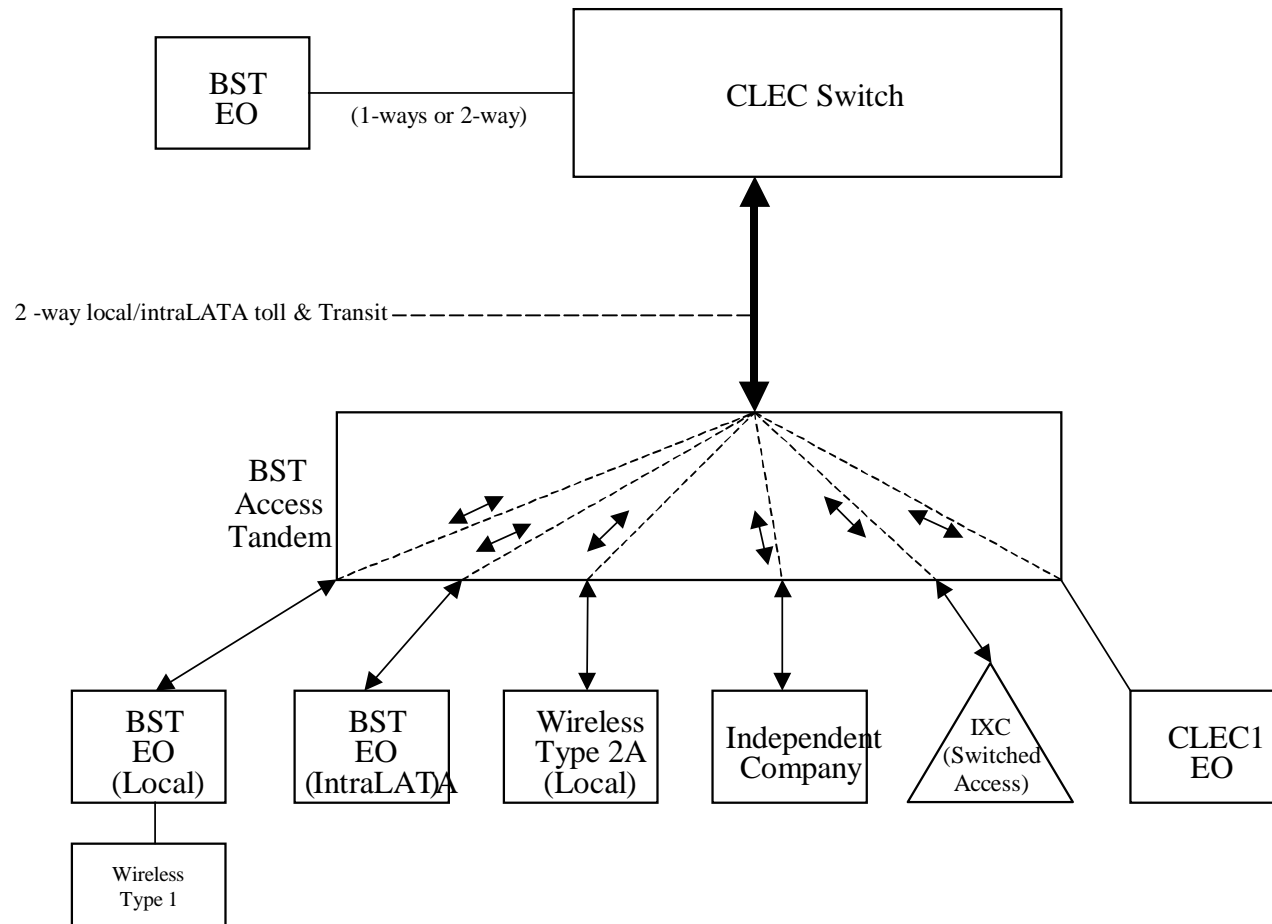 BST
EO
(1-ways or 2-way)
CLEC Switch
2 -way local/intraLATA toll & Transit
BST
Access
Tandem
BST
EO
(Local)
BST
EO
(IntraLATA)
Wireless
Type 2A
(Local)
Independent
Company
IXC
(Switched
Access)
CLEC1
EO
Wireless
Type 1